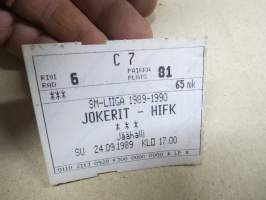 C 7
RIVI PAIKKA
RAD 6 PLATS 81
*** 65 mk
SM-LIIGA 1989-1990
JOKERIT - HIFK
***
Jäähalli
SU 24.09.1989 KLO 17.00